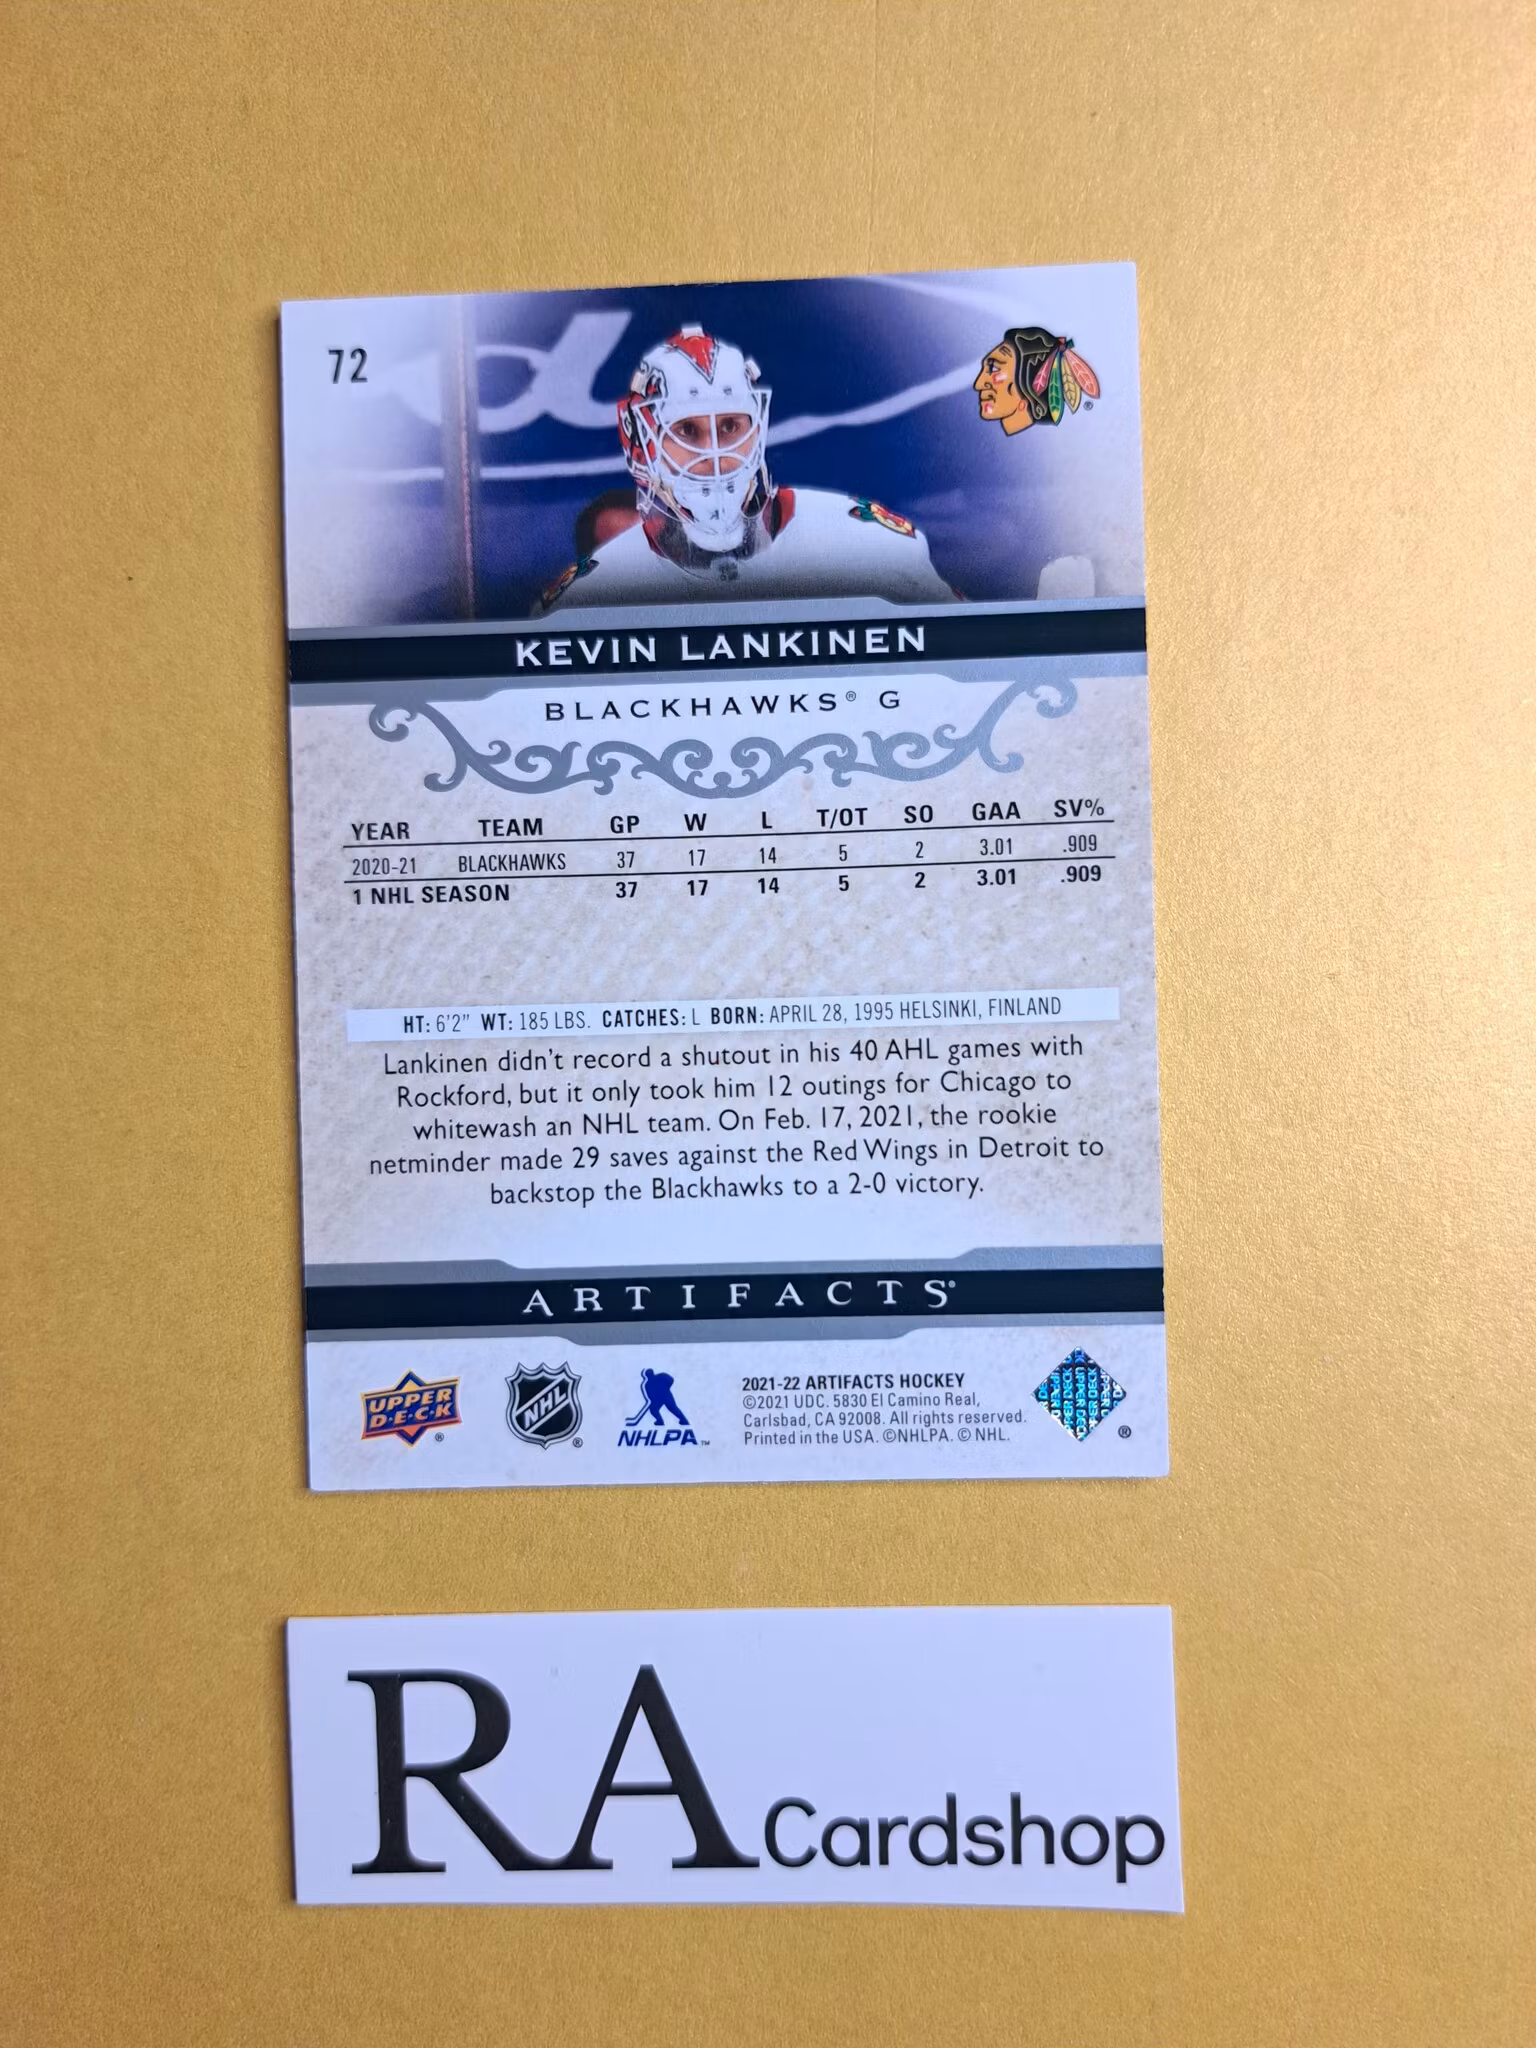 72
KEVIN LANKINEN
BLACKHAWKS® G
YEAR TEAM GP W L T/OT SO GAA SV%
2020-21 BLACKHAWKS 37 17 14 5 2 3.01 .909
1 NHL SEASON 37 17 14 5 2 3.01 .909
HT: 6'2" WT: 185 LBS. CATCHES: L BORN: APRIL 28, 1995 HELSINKI, FINLAND
Lankinen didn't record a shutout in his 40 AHL games with
Rockford, but it only took him 12 outings for Chicago to
whitewash an NHL team. On Feb. 17, 2021, the rookie
netminder made 29 saves against the Red Wings in Detroit to
backstop the Blackhawks to a 2-0 victory.
ARTIFACTS®
UPPER
D·E·C·K ®
NHL ®
NHLPA™
2021-22 ARTIFACTS HOCKEY
©2021 UDC. 5830 El Camino Real,
Carlsbad, CA 92008. All rights reserved.
Printed in the USA. ©NHLPA. © NHL.
®
RA Cardshop